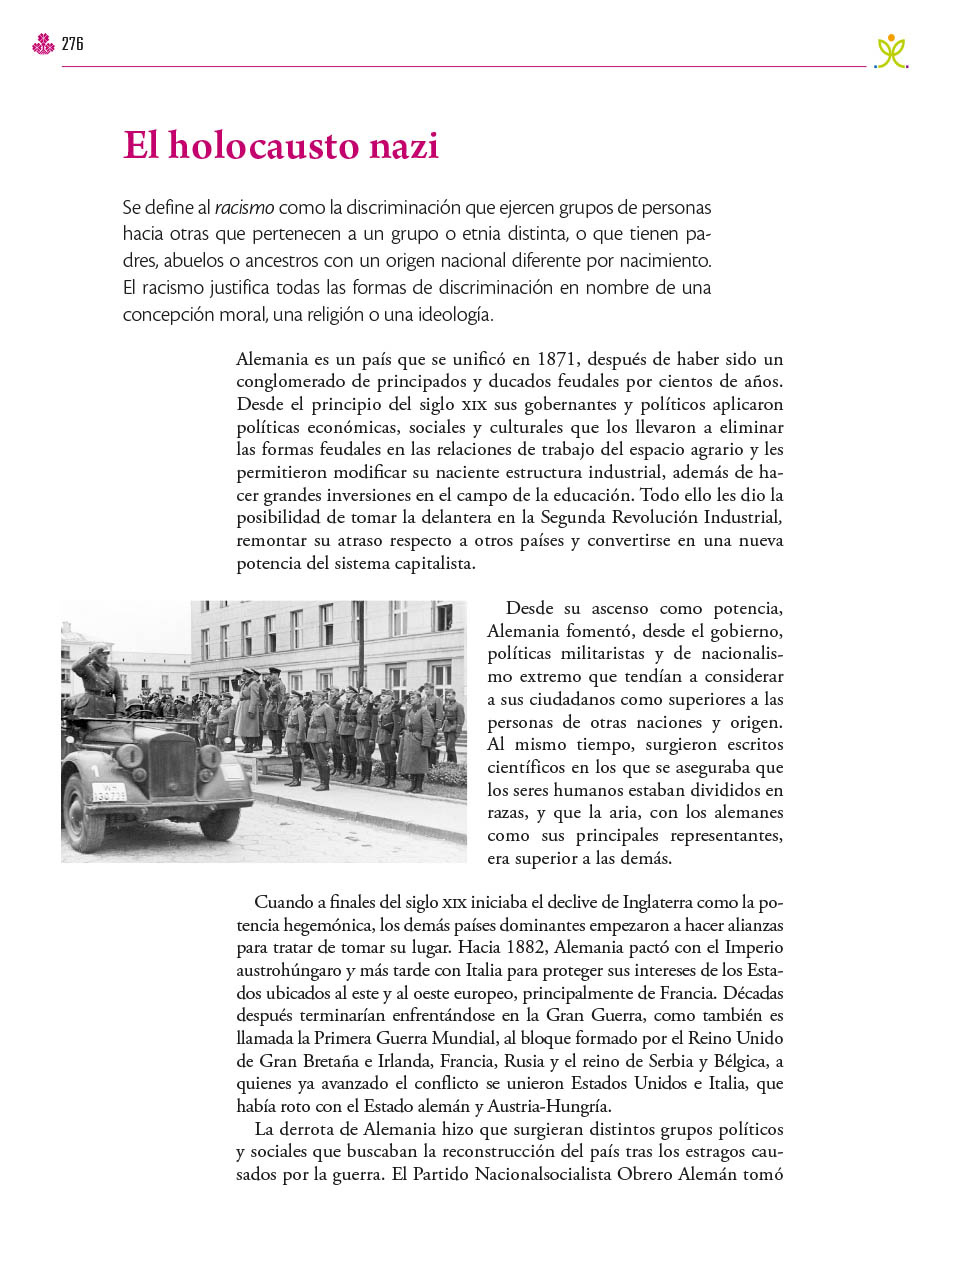 276
El holocausto nazi
Se define al racismo como la discriminación que ejercen grupos de personas
hacia otras que pertenecen a un grupo o etnia distinta, o que tienen pa-
dres, abuelos o ancestros con un origen nacional diferente por nacimiento.
El racismo justifica todas las formas de discriminación en nombre de una
concepción moral, una religión o una ideología.
Alemania es un país que se unificó en 1871, después de haber sido un
conglomerado de principados y ducados feudales por cientos de años.
Desde el principio del siglo XIX sus gobernantes y políticos aplicaron
políticas económicas, sociales y culturales que los llevaron a eliminar
las formas feudales en las relaciones de trabajo del espacio agrario y les
permitieron modificar su naciente estructura industrial, además de ha-
cer grandes inversiones en el campo de la educación. Todo ello les dio la
posibilidad de tomar la delantera en la Segunda Revolución Industrial,
remontar su atraso respecto a otros países y convertirse en una nueva
potencia del sistema capitalista.
Desde su ascenso como potencia,
Alemania fomentó, desde el gobierno,
políticas militaristas y de nacionalis-
mo extremo que tendían a considerar
a sus ciudadanos como superiores a las
personas de otras naciones y origen.
Al mismo tiempo, surgieron escritos
científicos en los que se aseguraba que
los seres humanos estaban divididos en
razas, y que la aria, con los alemanes
como sus principales representantes,
era superior a las demás.
Cuando a finales del siglo XIX iniciaba el declive de Inglaterra como la po-
tencia hegemónica, los demás países dominantes empezaron a hacer alianzas
para tratar de tomar su lugar. Hacia 1882, Alemania pactó con el Imperio
austrohúngaro y más tarde con Italia para proteger sus intereses de los Esta-
dos ubicados al este y al oeste europeo, principalmente de Francia. Décadas
después terminarían enfrentándose en la Gran Guerra, como también es
llamada la Primera Guerra Mundial, al bloque formado por el Reino Unido
de Gran Bretaña e Irlanda, Francia, Rusia y el reino de Serbia y Bélgica, a
quienes ya avanzado el conflicto se unieron Estados Unidos e Italia, que
había roto con el Estado alemán y Austria-Hungría.
La derrota de Alemania hizo que surgieran distintos grupos políticos
y sociales que buscaban la reconstrucción del país tras los estragos cau-
sados por la guerra. El Partido Nacionalsocialista Obrero Alemán tomó